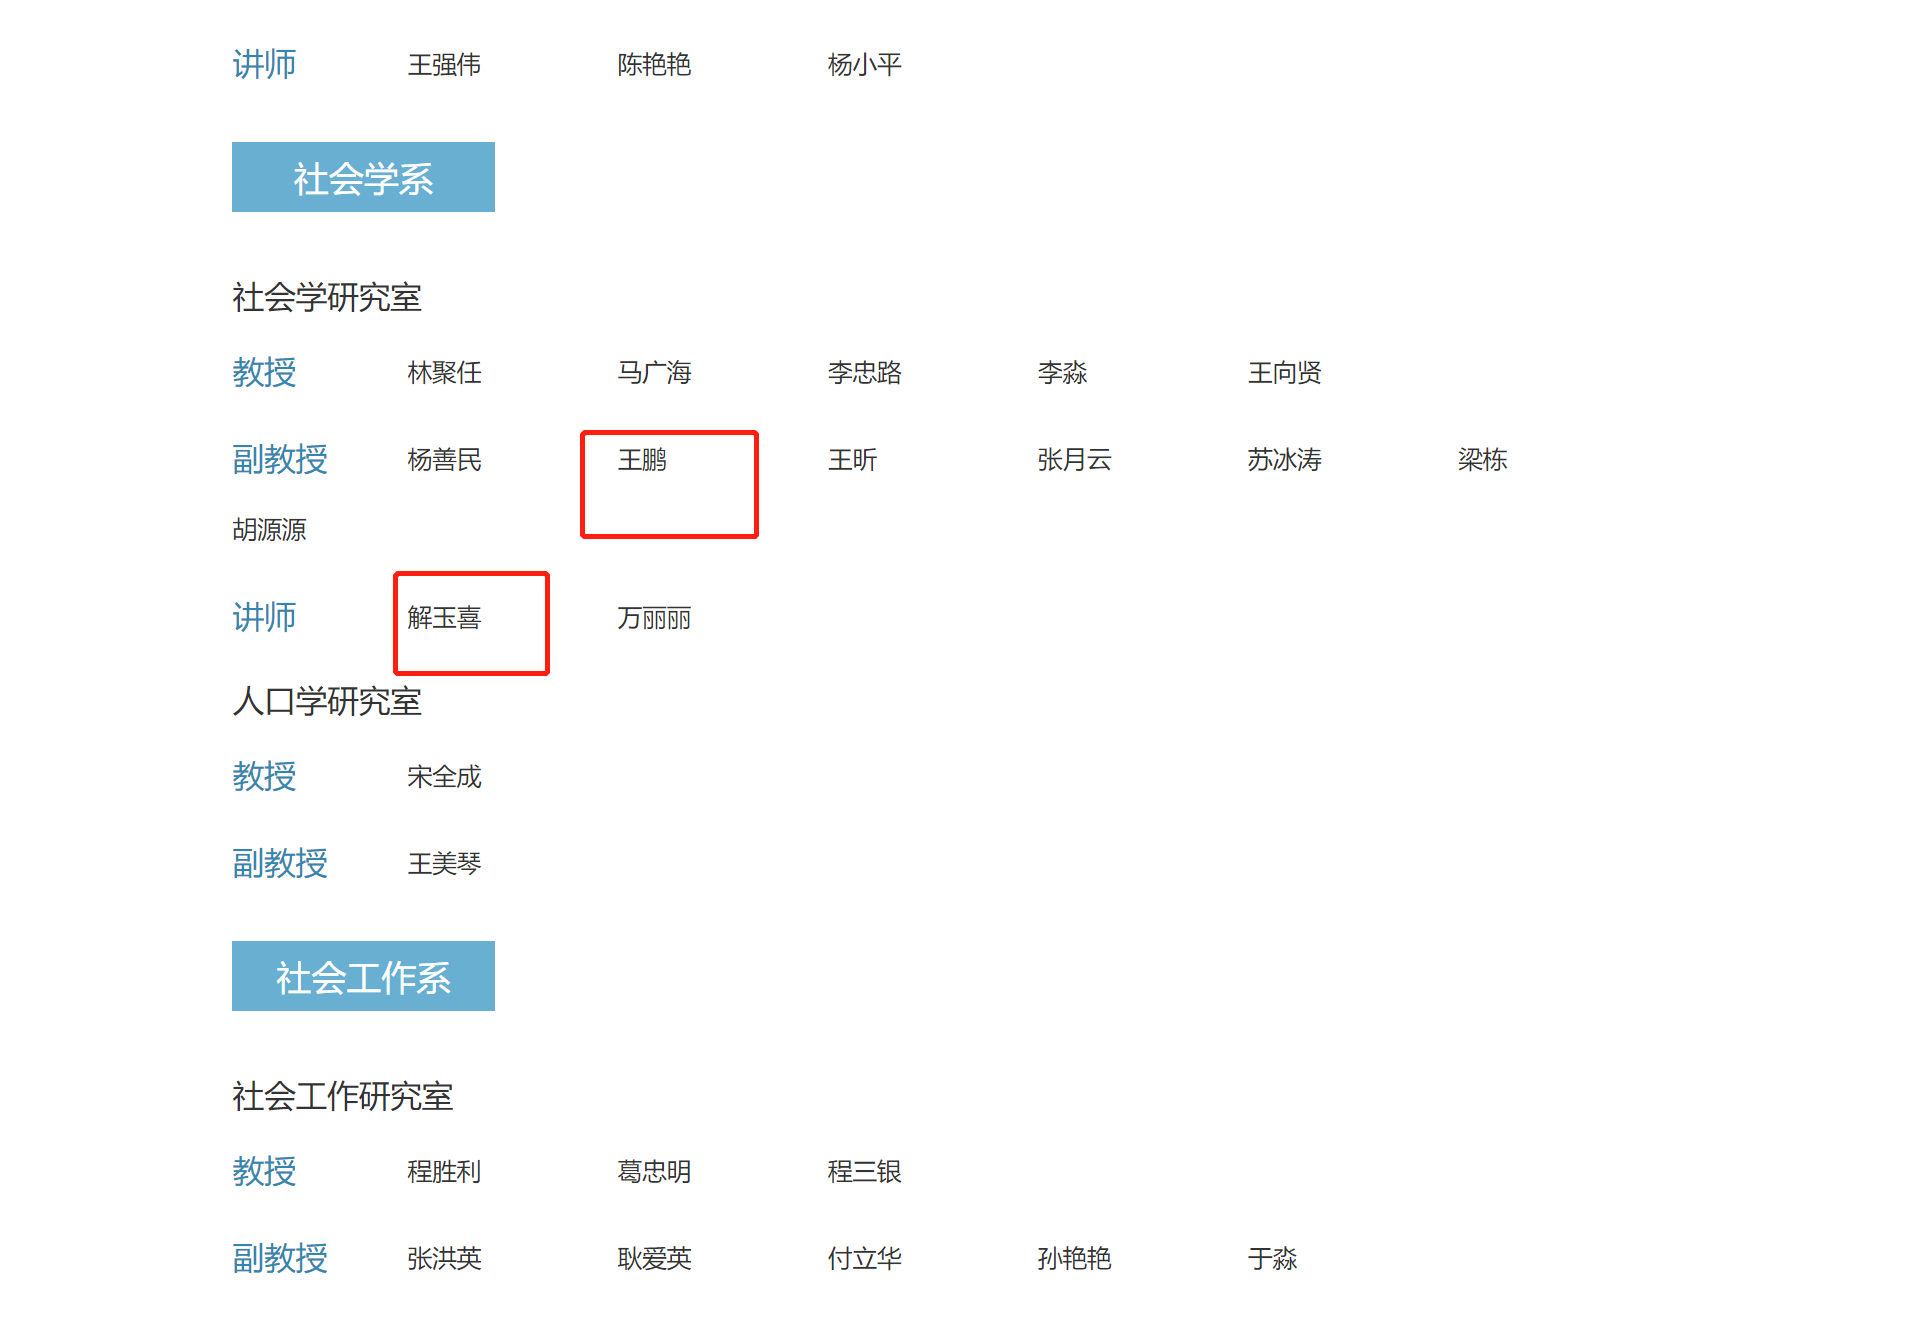 讲师 王强伟 陈艳艳 杨小平
社会学系
社会学研究室
教授 林聚任 马广海 李忠路 李淼 王向贤
副教授 杨善民 王鹏 王昕 张月云 苏冰涛 梁栋
胡源源
讲师 解玉喜 万丽丽
人口学研究室
教授 宋全成
副教授 王美琴
社会工作系
社会工作研究室
教授 程胜利 葛忠明 程三银
副教授 张洪英 耿爱英 付立华 孙艳艳 于淼